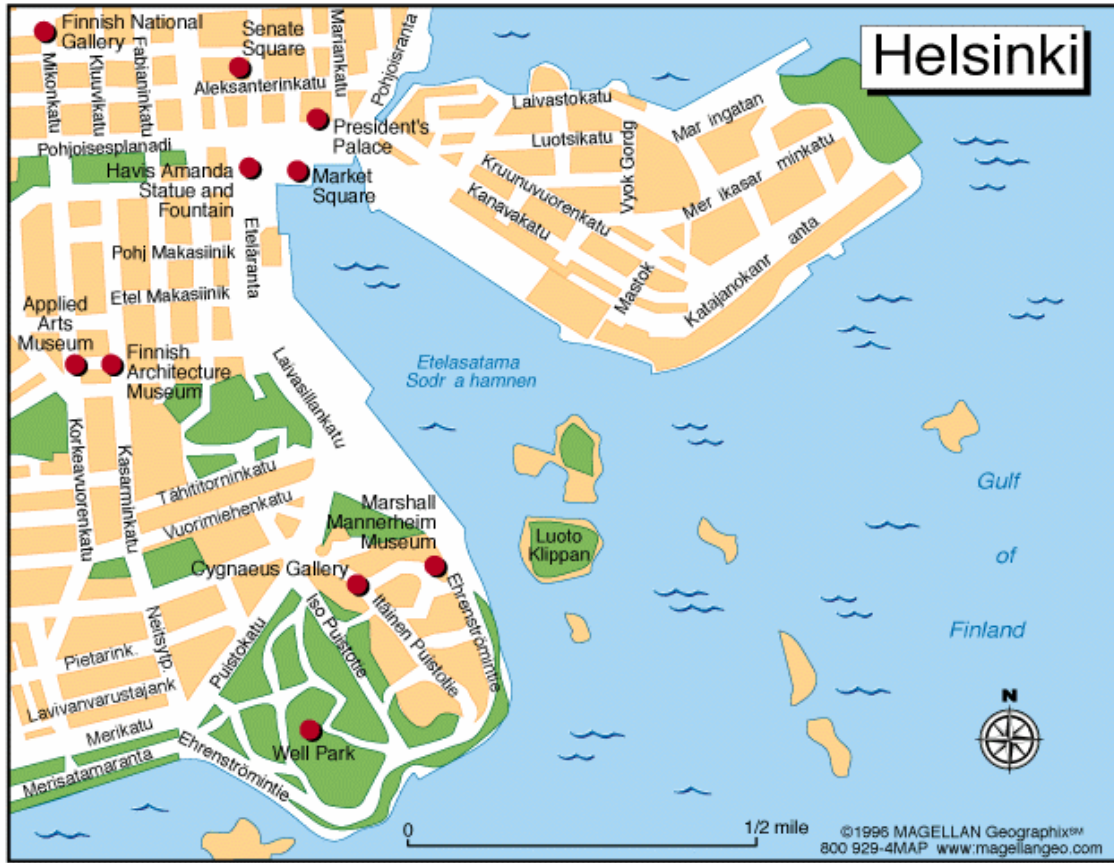 Helsinki
Finnish National
Gallery
Senate
Square
Mariankatu
Pohjoisranta
Mikonkatu
Kluuvikatu
Fabianinkatu
Aleksanterinkatu
President's
Palace
Pohjoisesplanadi
Havis Amanda
Statue and
Fountain
Market
Square
Laivastokatu
Luotsikatu
Vyok Gordg
Mar ingatan
Mer ikasar minkatu
Kruunuvuorenkatu
Kanavakatu
Mastok
Katajanokanr anta
Eteläranta
Pohj Makasiinik
Etel Makasiinik
Applied
Arts
Museum
Finnish
Architecture
Museum
Laivasillankatu
Etelasatama
Sodr a hamnen
Korkeavuorenkatu
Kasarminkatu
Tähititorninkatu
Vuorimiehenkatu
Marshall
Mannerheim
Museum
Luoto
Klippan
Gulf
of
Finland
Cygnaeus Gallery
Ehrenströmintie
Iso Puistotie
Itäinen Puistotie
Puistokatu
Neitsytp.
Pietarink.
Lavivanvarustajank
Merikatu
Merisatamaranta
Well Park
Ehrenströmintie
N
0
1/2 mile
©1996 MAGELLAN Geographix℠
800 929-4MAP www:magellangeo.com